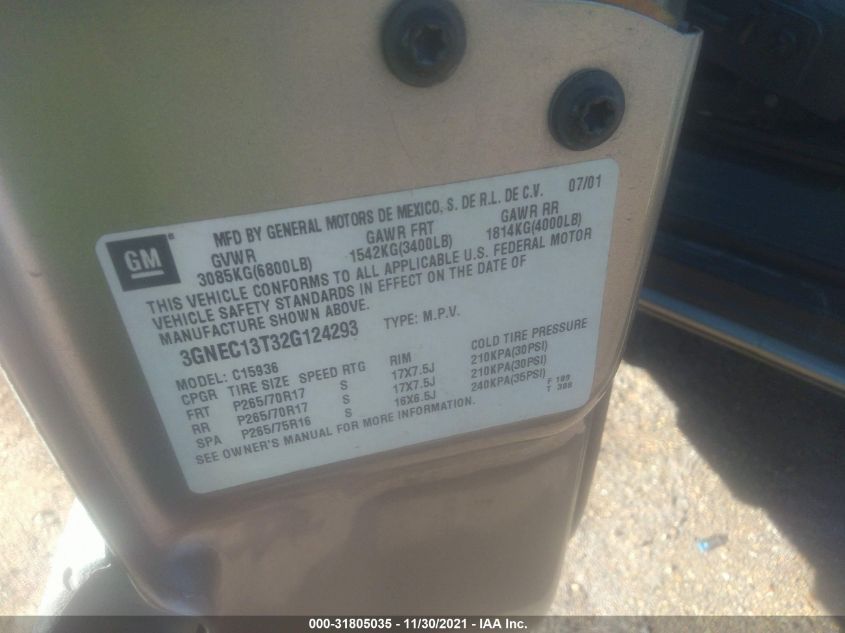 GM
MFD BY GENERAL MOTORS DE MEXICO, S. DE R.L. DE C.V. 07/01
GVWR GAWR FRT GAWR RR
3085KG(6800LB) 1542KG(3400LB) 1814KG(4000LB)
THIS VEHICLE CONFORMS TO ALL APPLICABLE U.S. FEDERAL MOTOR
VEHICLE SAFETY STANDARDS IN EFFECT ON THE DATE OF
MANUFACTURE SHOWN ABOVE.
3GNEC13T32G124293 TYPE: M.P.V.
MODEL: C15936
CPGR TIRE SIZE SPEED RTG RIM COLD TIRE PRESSURE
FRT P265/70R17 S 17X7.5J 210KPA(30PSI)
RR P265/70R17 S 17X7.5J 210KPA(30PSI)
SPA P265/75R16 S 16X6.5J 240KPA(35PSI)
SEE OWNER'S MANUAL FOR MORE INFORMATION.
000-31805035 - 11/30/2021 - IAA Inc.